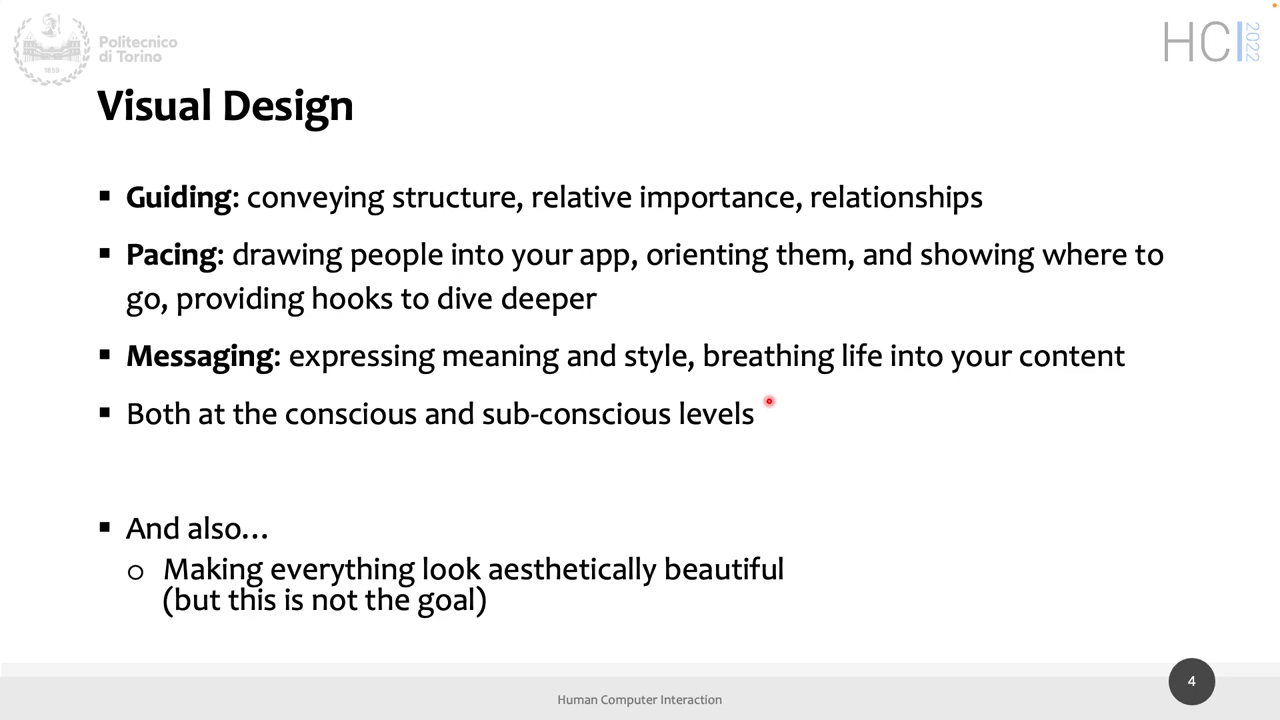 Politecnico
di Torino
1859
HCI 2022
Visual Design
▪ Guiding: conveying structure, relative importance, relationships
▪ Pacing: drawing people into your app, orienting them, and showing where to
go, providing hooks to dive deeper
▪ Messaging: expressing meaning and style, breathing life into your content
▪ Both at the conscious and sub-conscious levels
▪ And also…
o Making everything look aesthetically beautiful
(but this is not the goal)
Human Computer Interaction
4